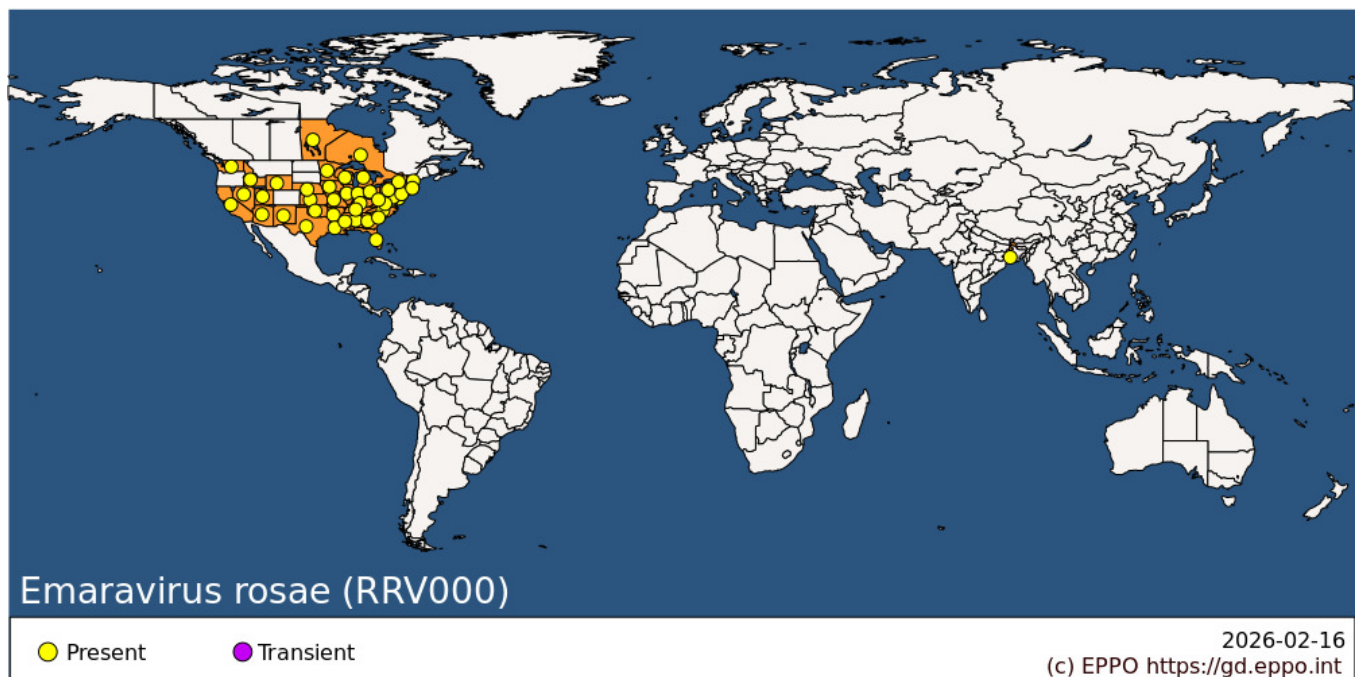 Emaravirus rosae (RRV000)
Present
Transient
2026-02-16
(c) EPPO https://gd.eppo.int